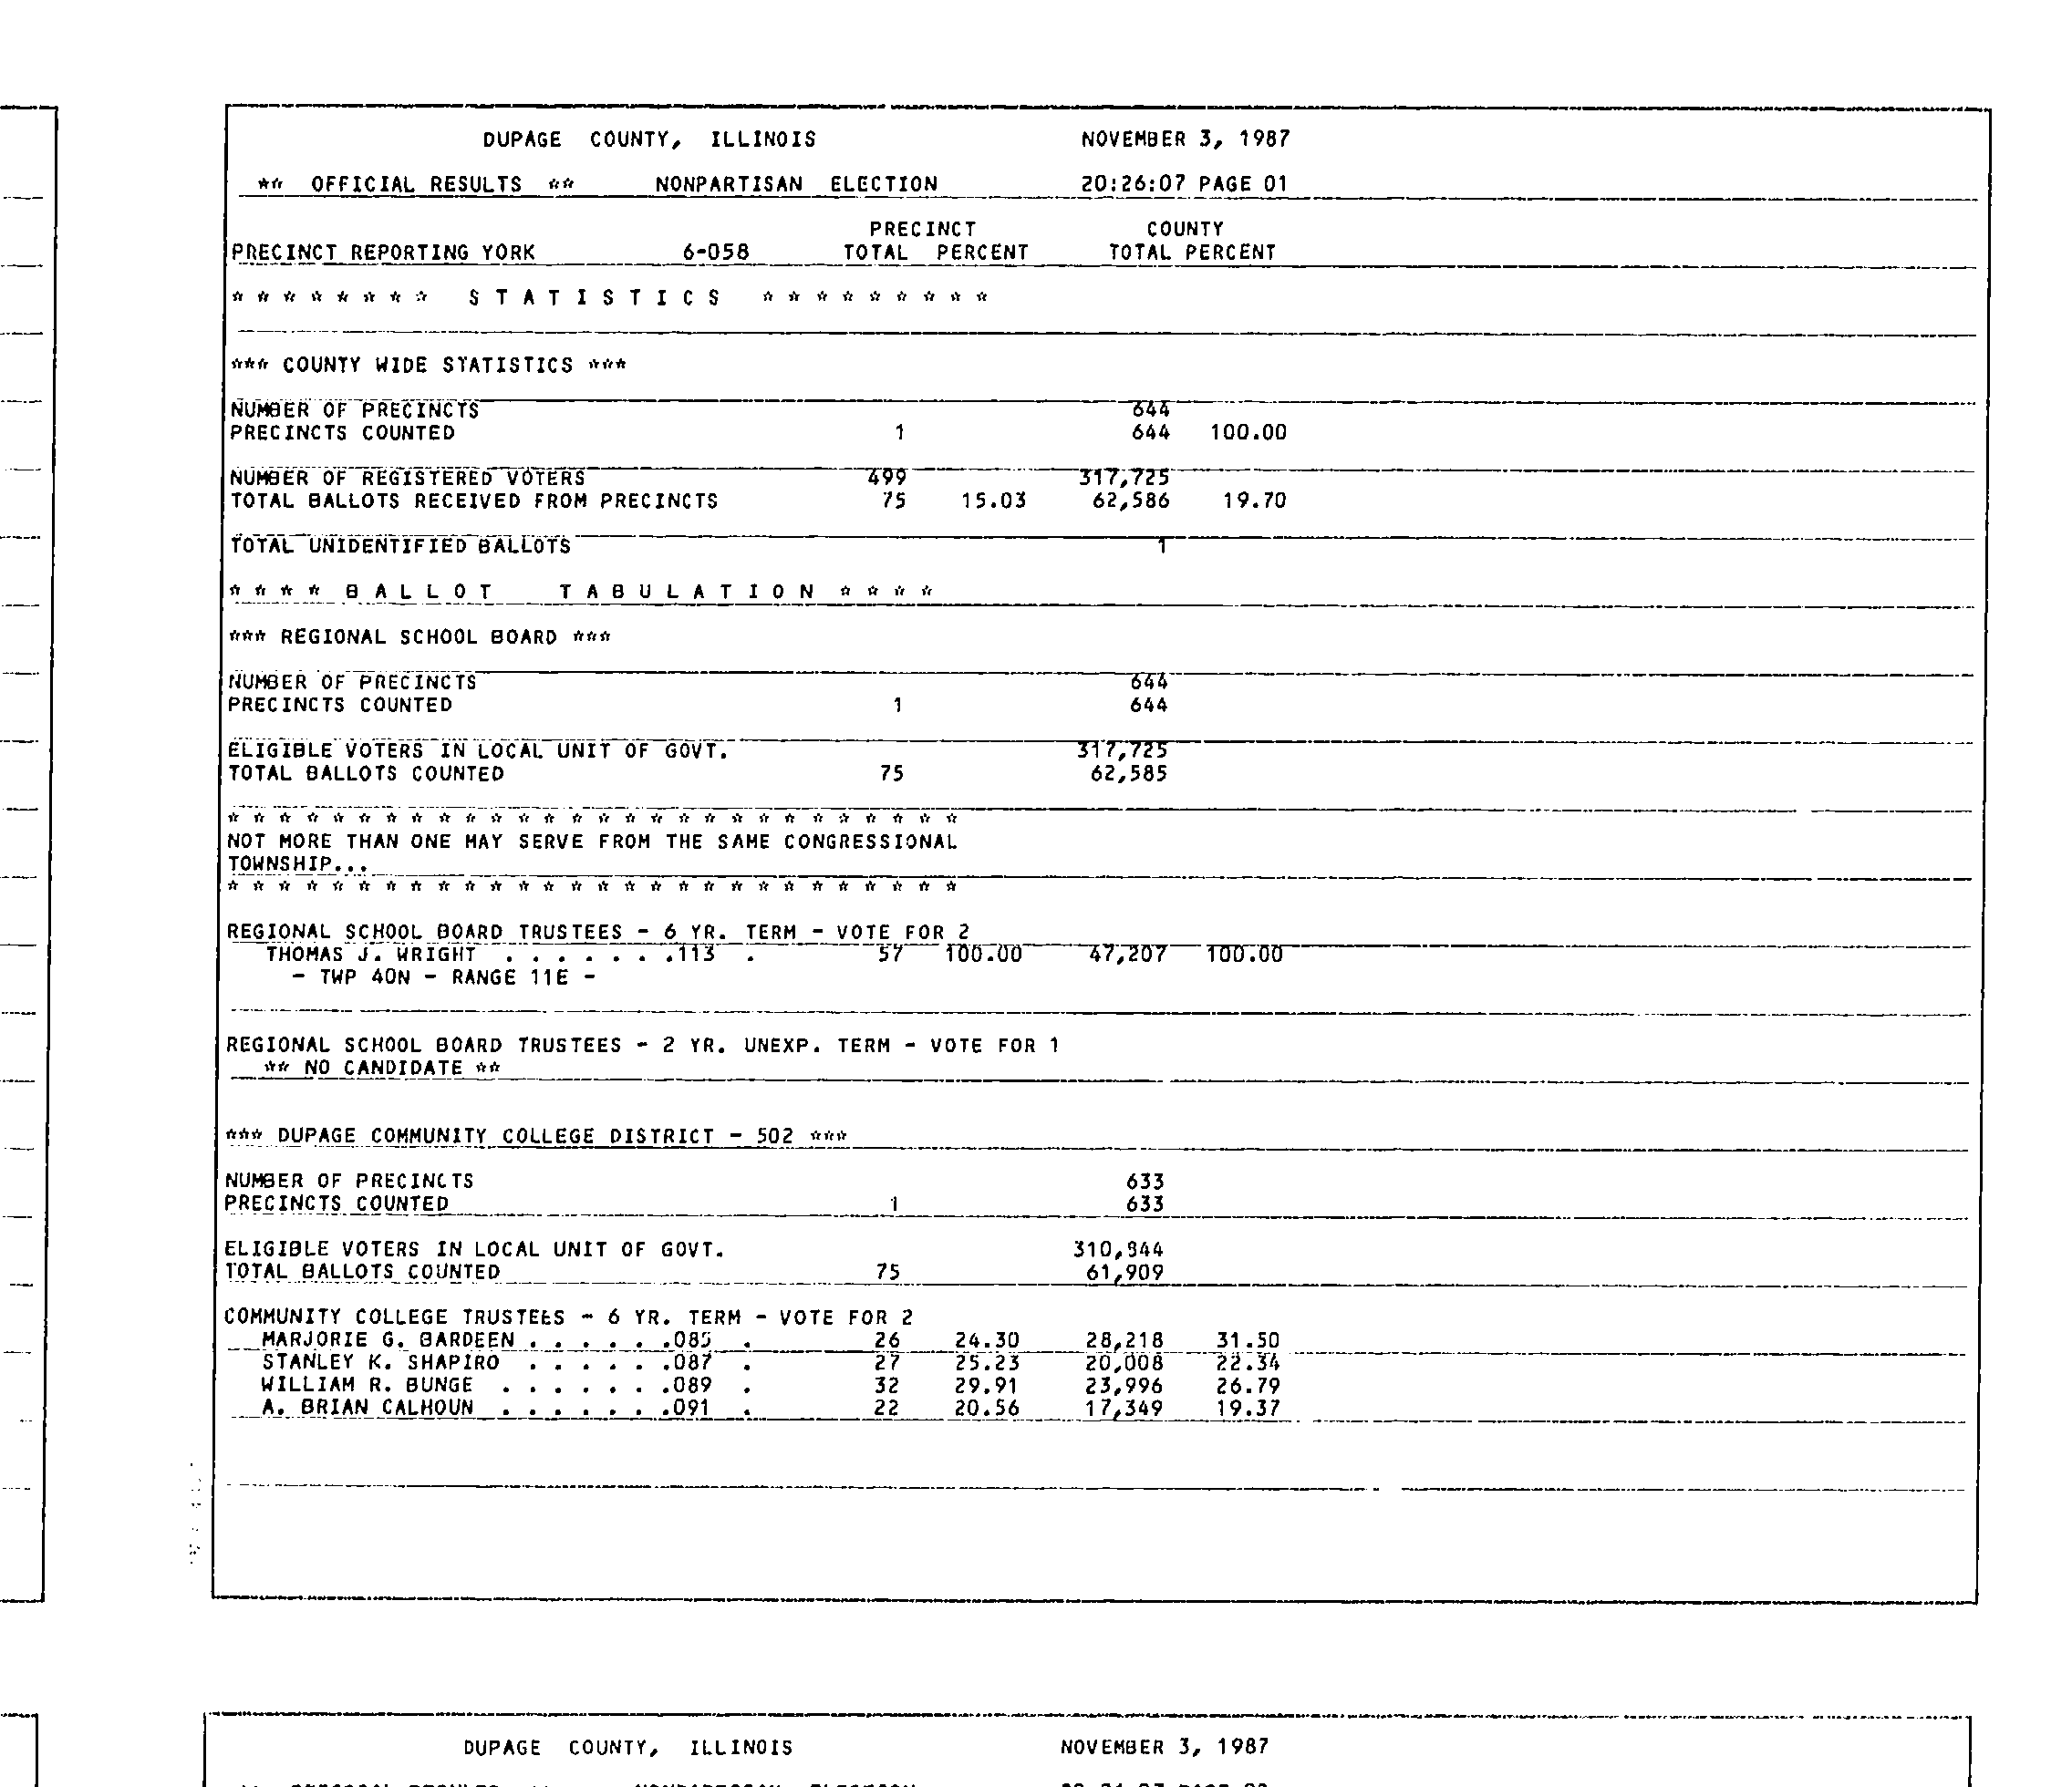 DUPAGE COUNTY, ILLINOIS NOVEMBER 3, 1987
** OFFICIAL RESULTS ** NONPARTISAN ELECTION 20:26:07 PAGE 01
PRECINCT COUNTY
PRECINCT REPORTING YORK 6-058 TOTAL PERCENT TOTAL PERCENT
* * * * * * * * S T A T I S T I C S * * * * * * * * *
*** COUNTY WIDE STATISTICS ***
NUMBER OF PRECINCTS 644
PRECINCTS COUNTED 1 644 100.00
NUMBER OF REGISTERED VOTERS 499 317,725
TOTAL BALLOTS RECEIVED FROM PRECINCTS 75 15.03 62,586 19.70
TOTAL UNIDENTIFIED BALLOTS 1
* * * * B A L L O T T A B U L A T I O N * * * *
*** REGIONAL SCHOOL BOARD ***
NUMBER OF PRECINCTS 644
PRECINCTS COUNTED 1 644
ELIGIBLE VOTERS IN LOCAL UNIT OF GOVT. 317,725
TOTAL BALLOTS COUNTED 75 62,585
* * * * * * * * * * * * * * * * * * * * * * * * * * * *
NOT MORE THAN ONE MAY SERVE FROM THE SAME CONGRESSIONAL
TOWNSHIP...
* * * * * * * * * * * * * * * * * * * * * * * * * * * *
REGIONAL SCHOOL BOARD TRUSTEES - 6 YR. TERM - VOTE FOR 2
THOMAS J. WRIGHT . . . . . . .113 . 57 100.00 47,207 100.00
- TWP 40N - RANGE 11E -
REGIONAL SCHOOL BOARD TRUSTEES - 2 YR. UNEXP. TERM - VOTE FOR 1
** NO CANDIDATE **
*** DUPAGE COMMUNITY COLLEGE DISTRICT - 502 ***
NUMBER OF PRECINCTS 633
PRECINCTS COUNTED 1 633
ELIGIBLE VOTERS IN LOCAL UNIT OF GOVT.
TOTAL BALLOTS COUNTED 75 61,909
COMMUNITY COLLEGE TRUSTEES - 6 YR. TERM - VOTE FOR 2
MARJORIE G. BARDEEN . . . . . .085 . 26 24.30 28,218 31.50
STANLEY K. SHAPIRO . . . . . .087 . 27 25.23 20,008 22.34
WILLIAM R. BUNGE . . . . . . .089 . 32 29.91 23,996 26.79
A. BRIAN CALHOUN . . . . . . .091 . 22 20.56 17,349 19.37
DUPAGE COUNTY, ILLINOIS NOVEMBER 3, 1987